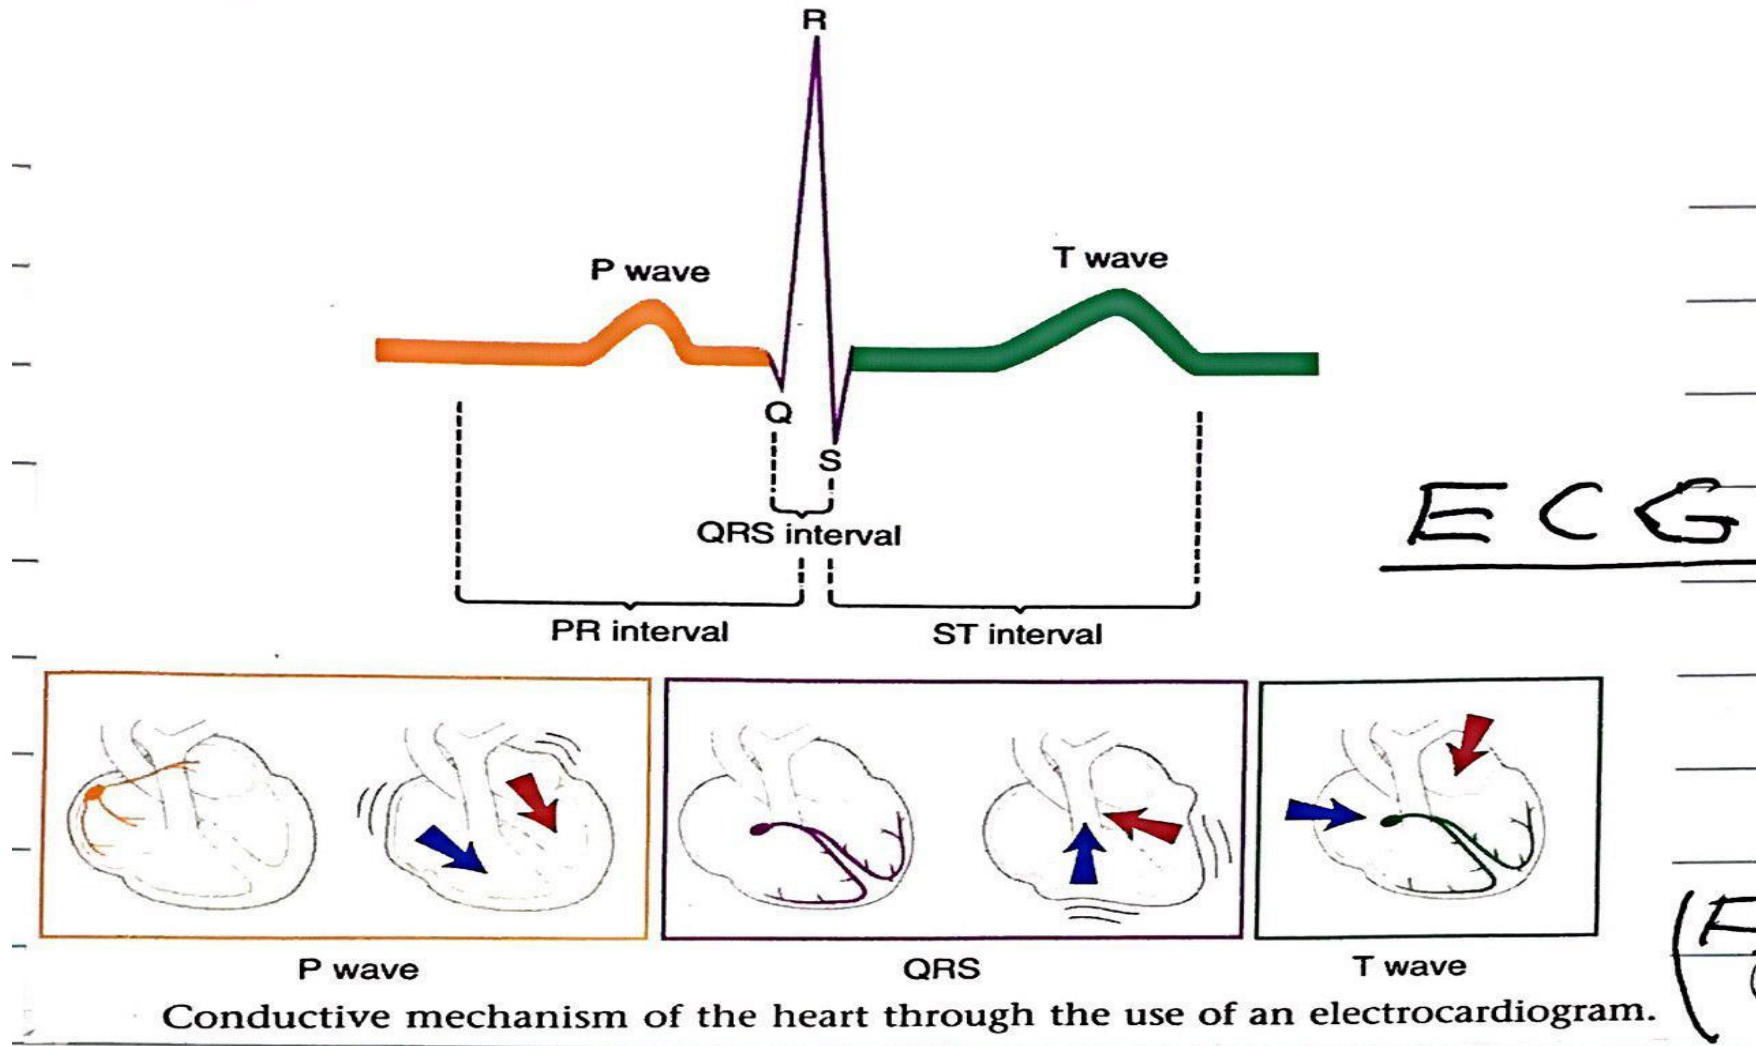 R
P wave
T wave
Q
S
QRS interval
ECG
PR interval
ST interval
P wave
QRS
T wave
Conductive mechanism of the heart through the use of an electrocardiogram.